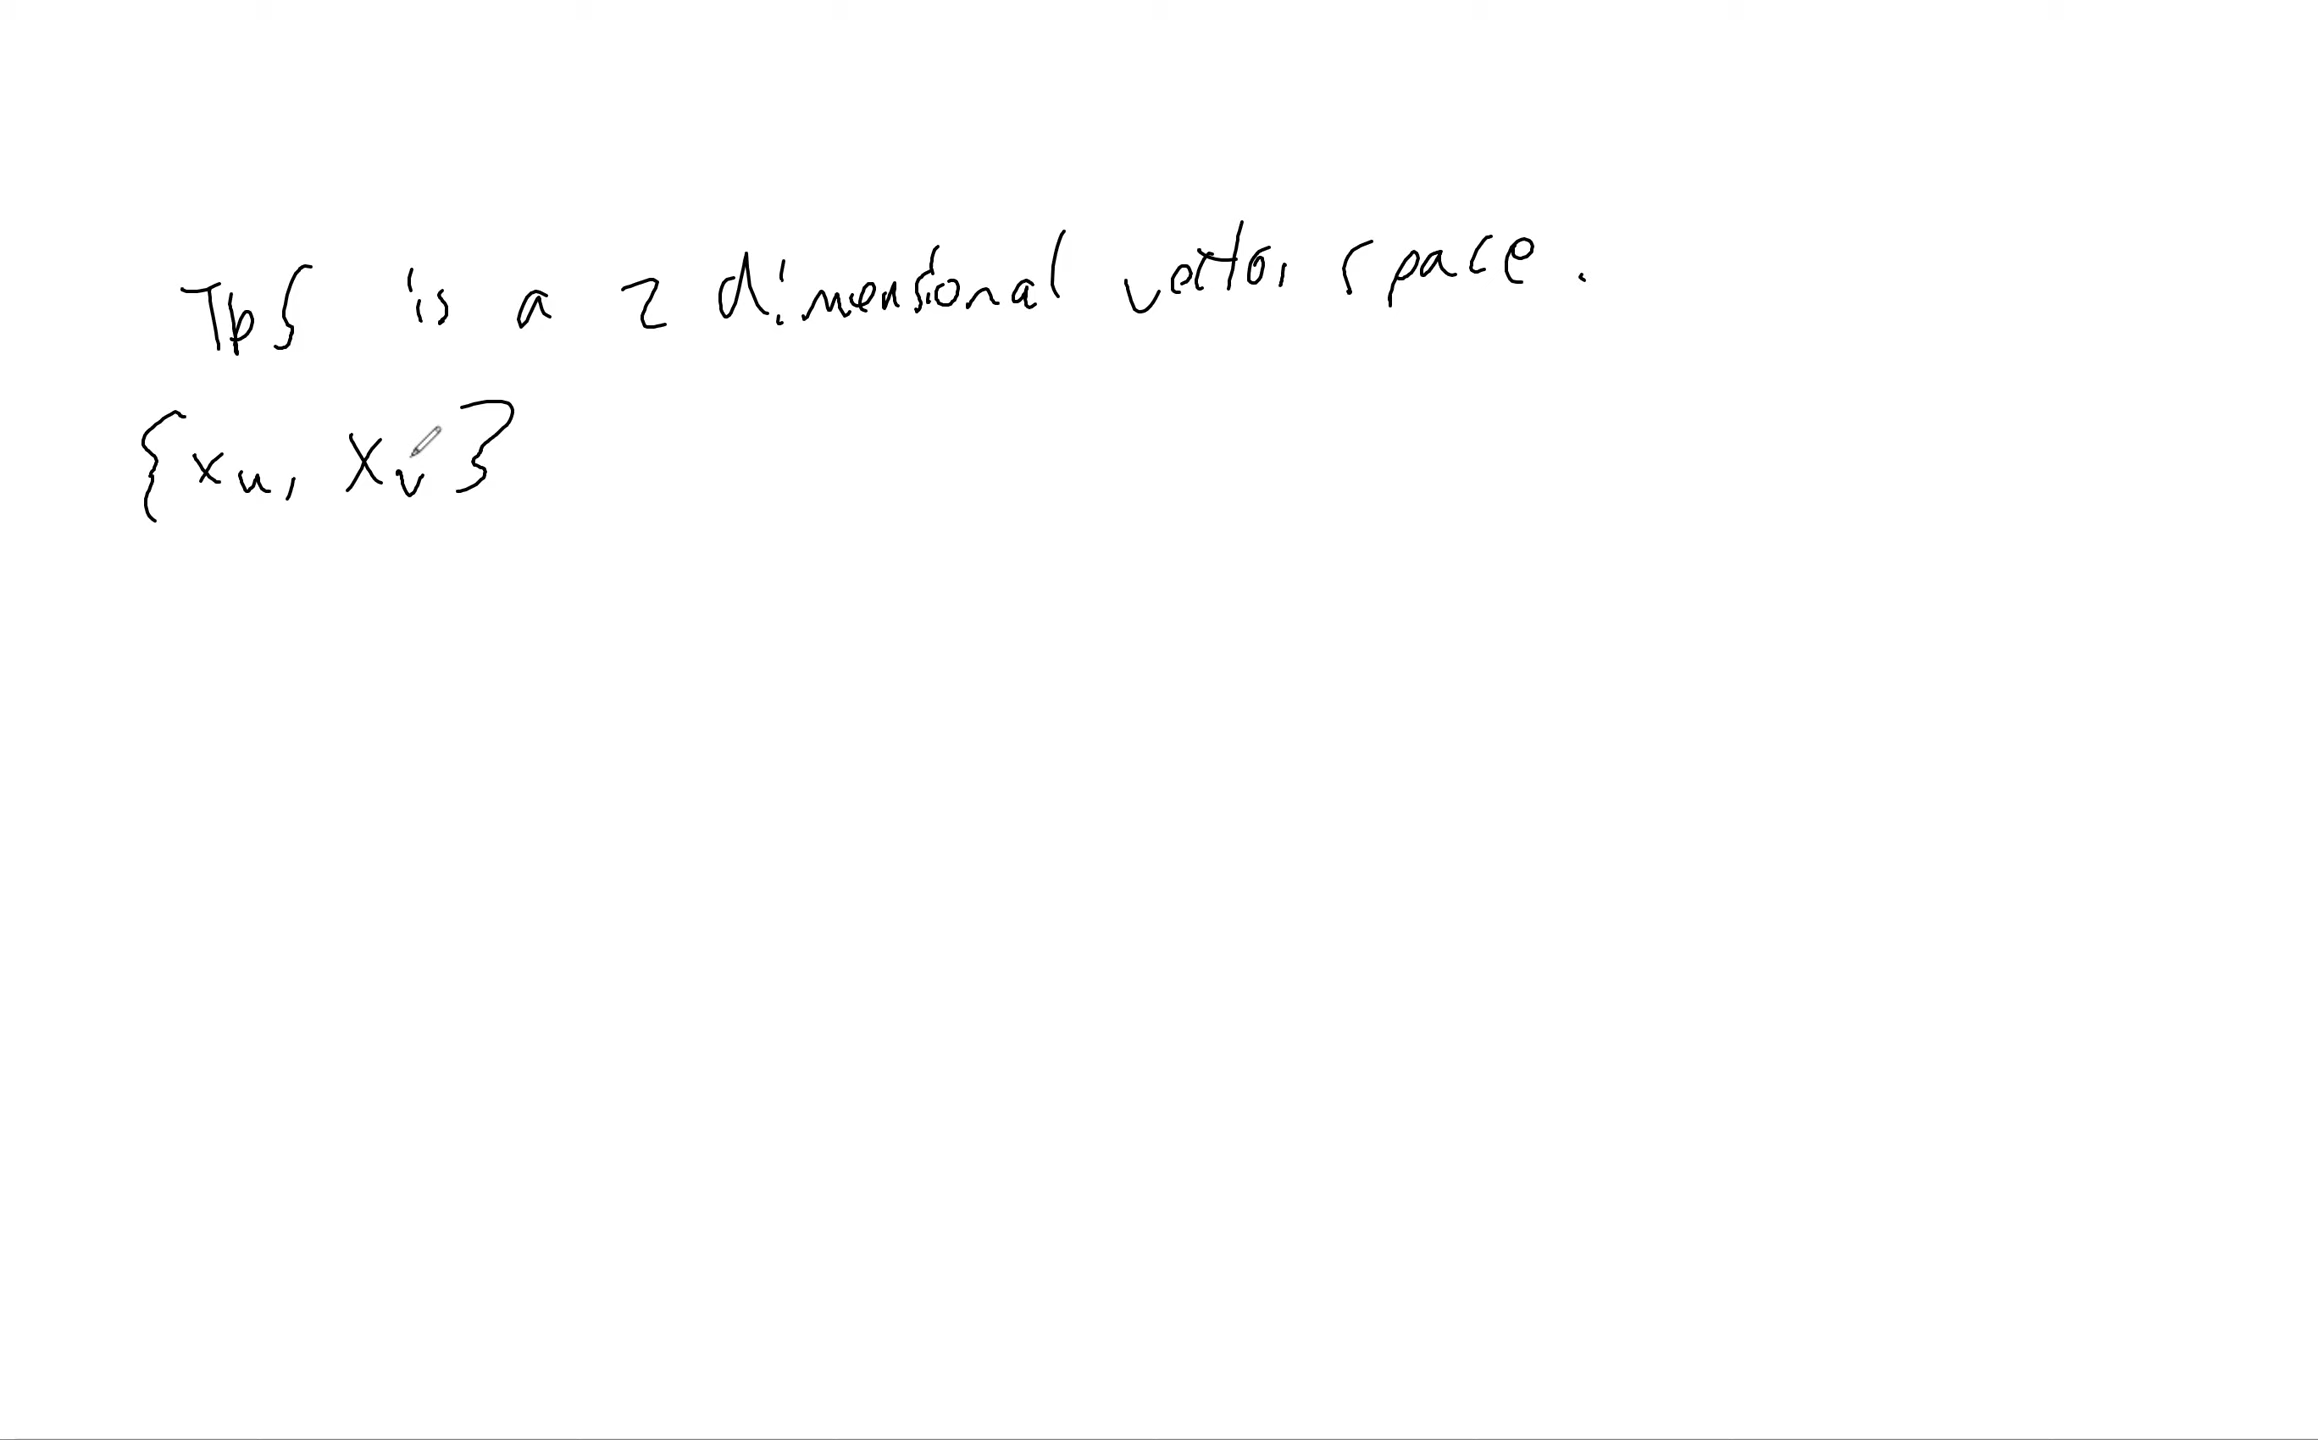 TpS is a 2 dimensional vector space.
{xu, xv}